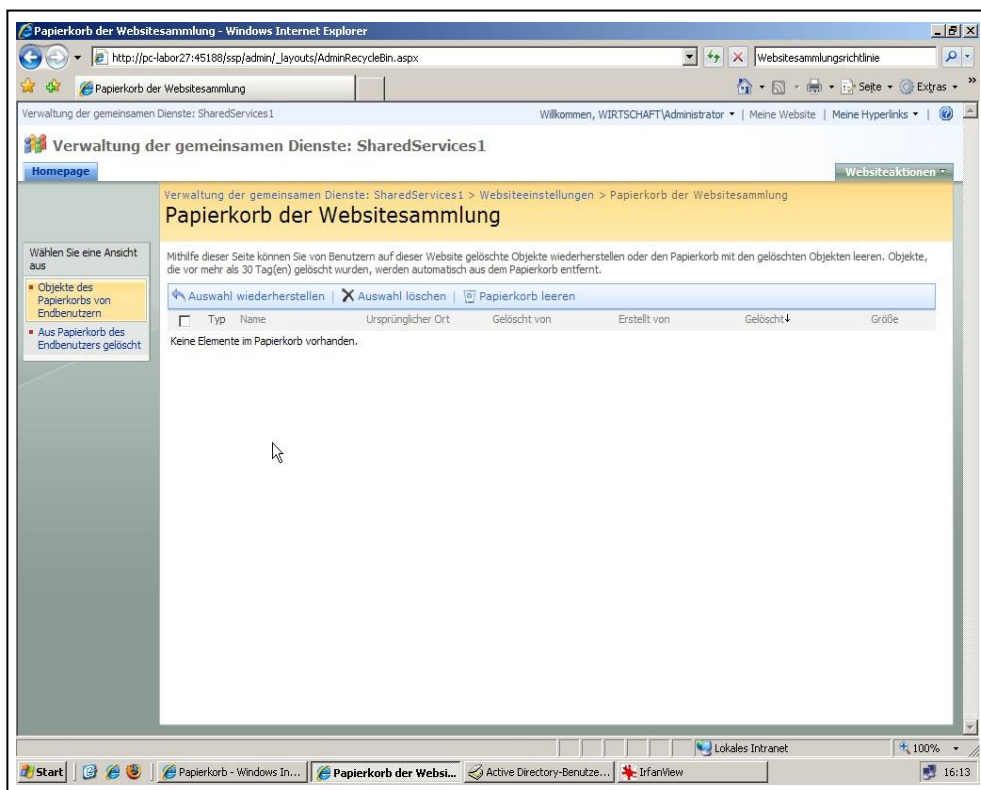 Papierkorb der Websitesammlung - Windows Internet Explorer
http://pc-labor27:45188/ssp/admin/_layouts/AdminRecycleBin.aspx
Websitesammlungsrichtlinie
Papierkorb der Websitesammlung
Seite
Extras
Verwaltung der gemeinsamen Dienste: SharedServices1
Willkommen, WIRTSCHAFT\Administrator | Meine Website | Meine Hyperlinks |
Verwaltung der gemeinsamen Dienste: SharedServices1
Homepage
Websiteaktionen
Verwaltung der gemeinsamen Dienste: SharedServices1 > Websiteeinstellungen > Papierkorb der Websitesammlung
Papierkorb der Websitesammlung
Wählen Sie eine Ansicht
aus
Objekte des
Papierkorbs von
Endbenutzern
Aus Papierkorb des
Endbenutzers gelöscht
Mithilfe dieser Seite können Sie von Benutzern auf dieser Website gelöschte Objekte wiederherstellen oder den Papierkorb mit den gelöschten Objekten leeren. Objekte,
die vor mehr als 30 Tag(en) gelöscht wurden, werden automatisch aus dem Papierkorb entfernt.
Auswahl wiederherstellen | Auswahl löschen | Papierkorb leeren
Typ Name Ursprünglicher Ort Gelöscht von Erstellt von Gelöscht Größe
Keine Elemente im Papierkorb vorhanden.
Lokales Intranet
100%
Start
Papierkorb - Windows In...
Papierkorb der Websi...
Active Directory-Benutze...
IrfanView
16:13